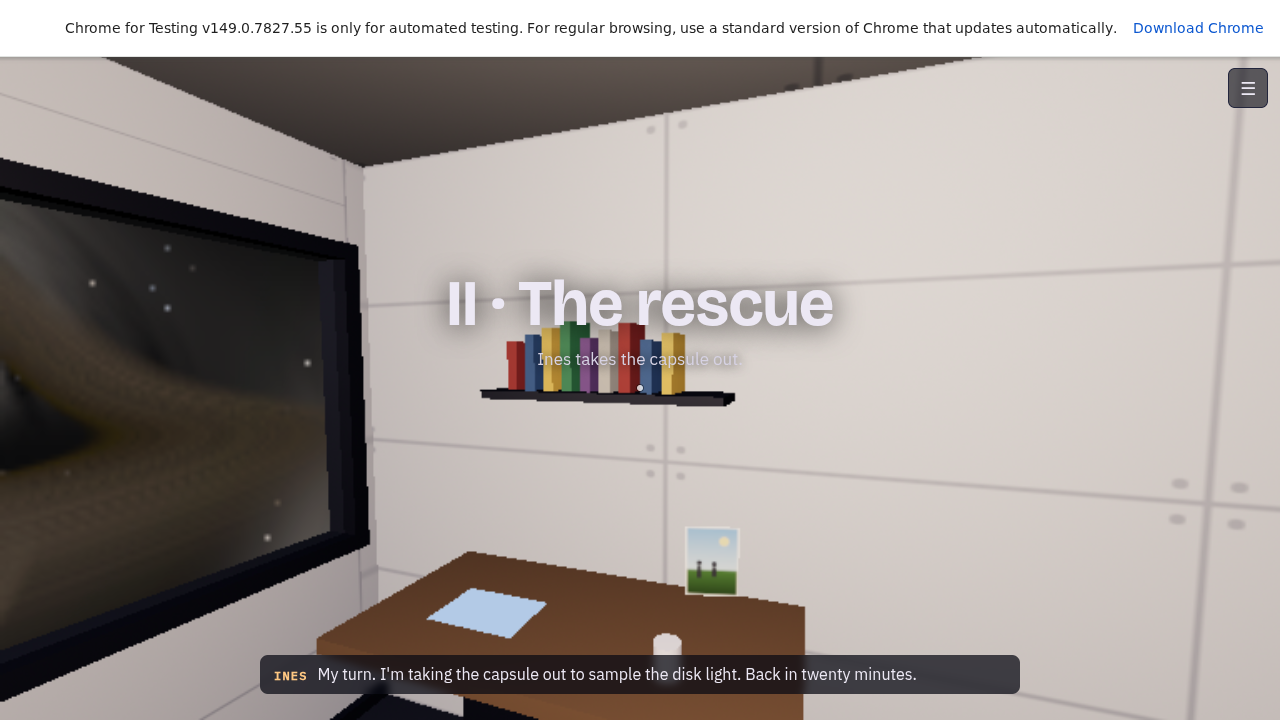 Chrome for Testing v149.0.7827.55 is only for automated testing. For regular browsing, use a standard version of Chrome that updates automatically. Download Chrome
II · The rescue
Ines takes the capsule out.
INES My turn. I'm taking the capsule out to sample the disk light. Back in twenty minutes.